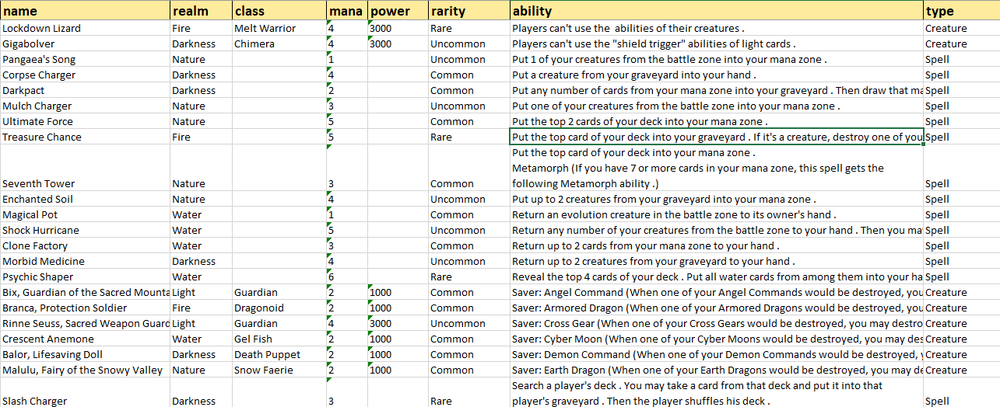 name realm class mana power rarity ability type
Lockdown Lizard Fire Melt Warrior 4 3000 Rare Players can't use the abilities of their creatures . Creature
Gigabolver Darkness Chimera 4 3000 Uncommon Players can't use the "shield trigger" abilities of light cards . Creature
Pangaea's Song Nature 1 Uncommon Put 1 of your creatures from the battle zone into your mana zone . Spell
Corpse Charger Darkness 4 Common Put a creature from your graveyard into your hand . Spell
Darkpact Darkness 2 Common Put any number of cards from your mana zone into your graveyard . Then draw that ma Spell
Mulch Charger Nature 3 Uncommon Put one of your creatures from the battle zone into your mana zone . Spell
Ultimate Force Nature 5 Common Put the top 2 cards of your deck into your mana zone . Spell
Treasure Chance Fire 5 Rare Put the top card of your deck into your graveyard . If it's a creature, destroy one of you Spell
Put the top card of your deck into your mana zone .
Metamorph (If you have 7 or more cards in your mana zone, this spell gets the
Seventh Tower Nature 3 Common following Metamorph ability .) Spell
Enchanted Soil Nature 4 Uncommon Put up to 2 creatures from your graveyard into your mana zone . Spell
Magical Pot Water 1 Common Return an evolution creature in the battle zone to its owner's hand . Spell
Shock Hurricane Water 5 Uncommon Return any number of your creatures from the battle zone to your hand . Then you ma Spell
Clone Factory Water 3 Common Return up to 2 cards from your mana zone to your hand . Spell
Morbid Medicine Darkness 4 Uncommon Return up to 2 creatures from your graveyard to your hand . Spell
Psychic Shaper Water 6 Rare Reveal the top 4 cards of your deck . Put all water cards from among them into your ha Spell
Bix, Guardian of the Sacred Mounta Light Guardian 2 1000 Common Saver: Angel Command (When one of your Angel Commands would be destroyed, you Creature
Branca, Protection Soldier Fire Dragonoid 2 1000 Common Saver: Armored Dragon (When one of your Armored Dragons would be destroyed, you Creature
Rinne Seuss, Sacred Weapon Guard Light Guardian 4 3000 Uncommon Saver: Cross Gear (When one of your Cross Gears would be destroyed, you may destro Creature
Crescent Anemone Water Gel Fish 2 1000 Common Saver: Cyber Moon (When one of your Cyber Moons would be destroyed, you may des Creature
Balor, Lifesaving Doll Darkness Death Puppet 2 1000 Common Saver: Demon Command (When one of your Demon Commands would be destroyed, y Creature
Malulu, Fairy of the Snowy Valley Nature Snow Faerie 2 1000 Common Saver: Earth Dragon (When one of your Earth Dragons would be destroyed, you may de Creature
Search a player's deck . You may take a card from that deck and put it into that
Slash Charger Darkness 3 Rare player's graveyard . Then the player shuffles his deck . Spell